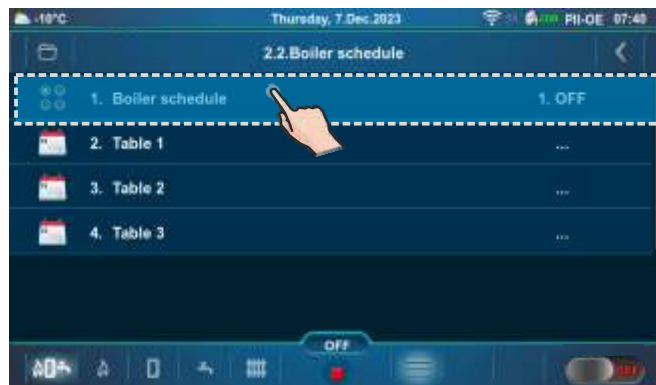 -10°C Thursday, 7.Dec.2023 PII-OE 07:40
2.2.Boiler schedule
1. Boiler schedule 1. OFF
2. Table 1 ...
3. Table 2 ...
4. Table 3 ...
OFF
OFF